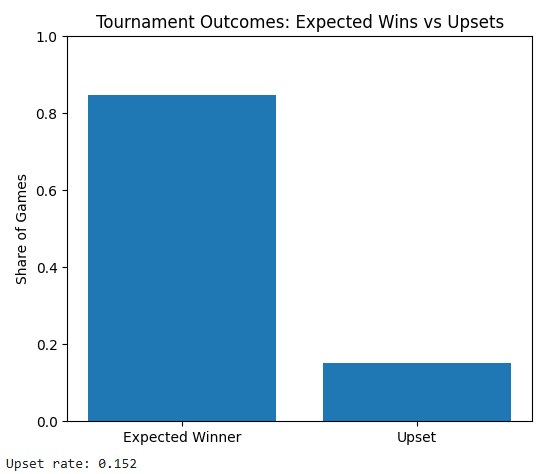 Tournament Outcomes: Expected Wins vs Upsets
1.0
0.8
0.6
0.4
0.2
0.0
Share of Games
Expected Winner Upset
Upset rate: 0.152